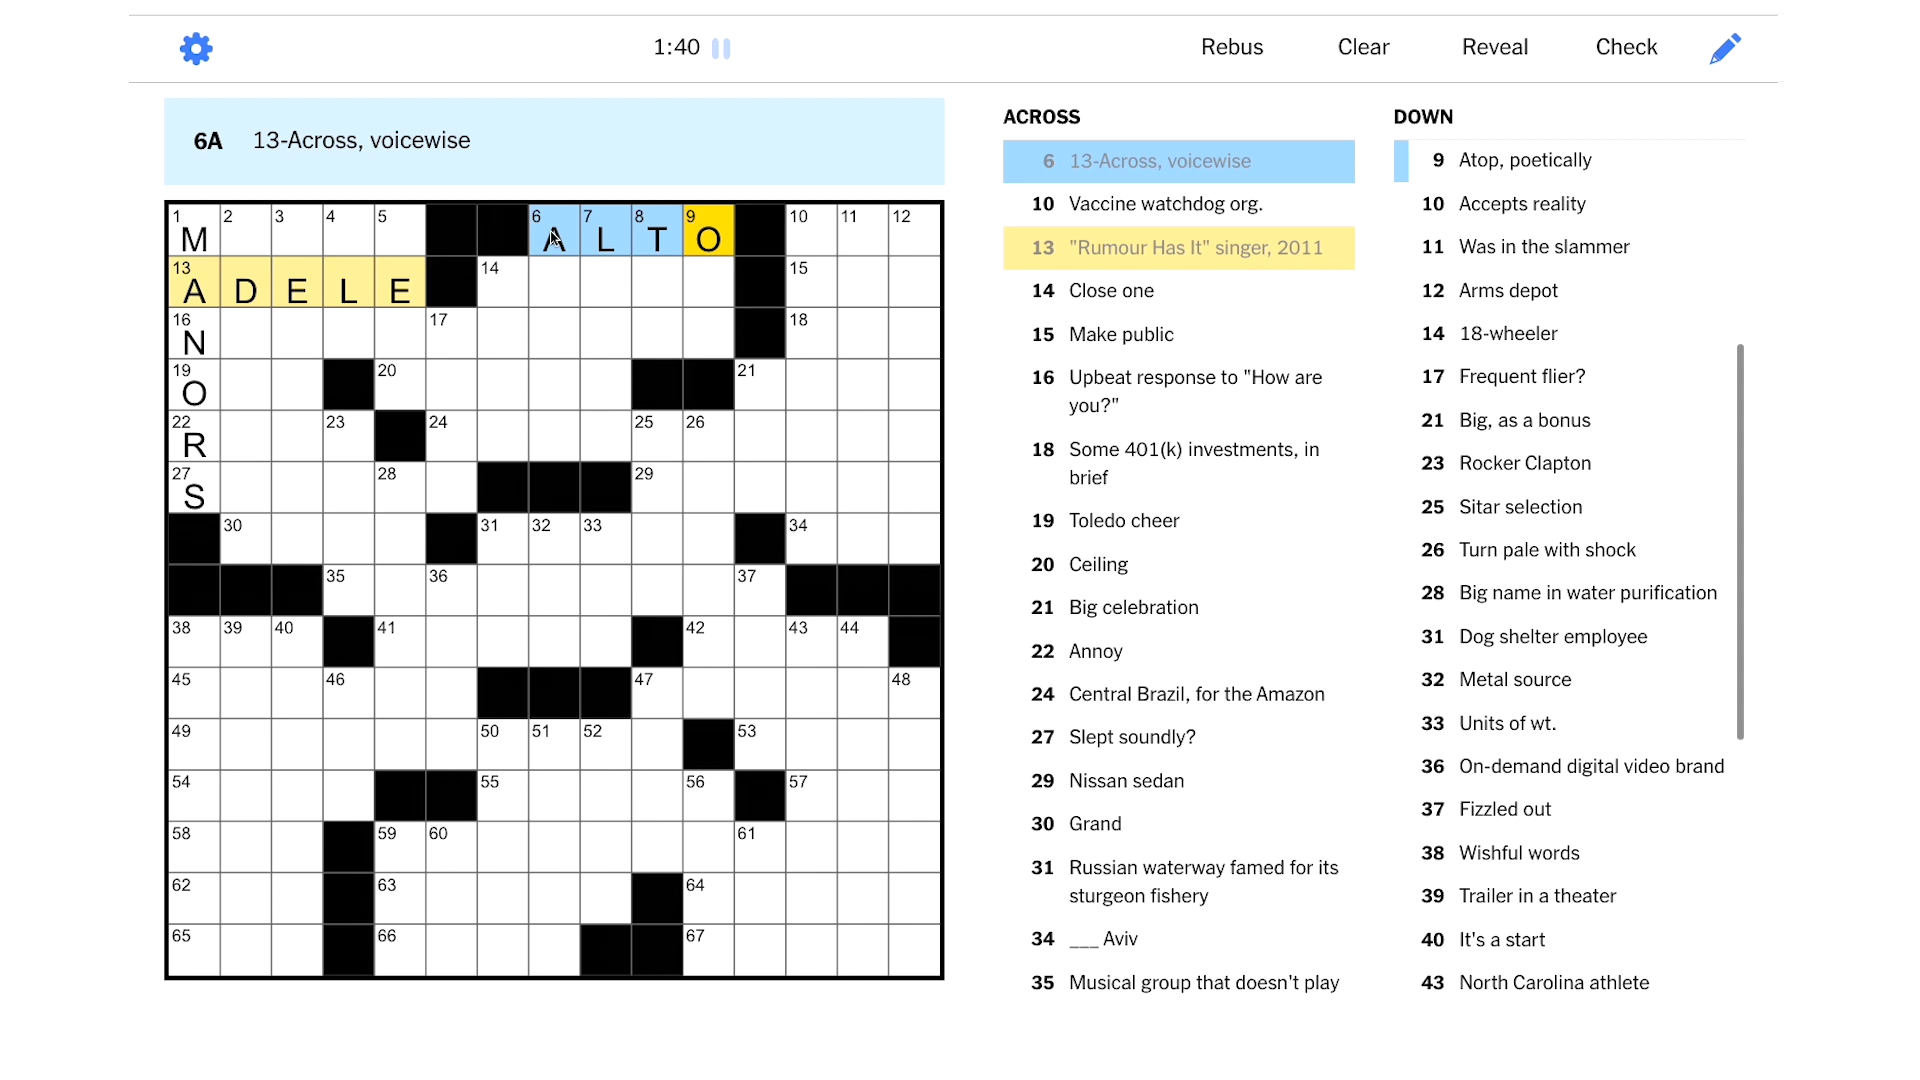 1:40
Rebus
Clear
Reveal
Check
6A 13-Across, voicewise
1 M 2 3 4 5 6 A 7 L 8 T 9 O 10 11 12
13 A D E L E 14 15
16 N 17 18
19 O 20 21
22 R 23 24 25 26
27 S 28 29
30 31 32 33 34
35 36 37
38 39 40 41 42 43 44
45 46 47 48
49 50 51 52 53
54 55 56 57
58 59 60 61
62 63 64
65 66 67
ACROSS
6 13-Across, voicewise
10 Vaccine watchdog org.
13 "Rumour Has It" singer, 2011
14 Close one
15 Make public
16 Upbeat response to "How are
you?"
18 Some 401(k) investments, in
brief
19 Toledo cheer
20 Ceiling
21 Big celebration
22 Annoy
24 Central Brazil, for the Amazon
27 Slept soundly?
29 Nissan sedan
30 Grand
31 Russian waterway famed for its
sturgeon fishery
34 ___ Aviv
35 Musical group that doesn't play
DOWN
9 Atop, poetically
10 Accepts reality
11 Was in the slammer
12 Arms depot
14 18-wheeler
17 Frequent flier?
21 Big, as a bonus
23 Rocker Clapton
25 Sitar selection
26 Turn pale with shock
28 Big name in water purification
31 Dog shelter employee
32 Metal source
33 Units of wt.
36 On-demand digital video brand
37 Fizzled out
38 Wishful words
39 Trailer in a theater
40 It's a start
43 North Carolina athlete